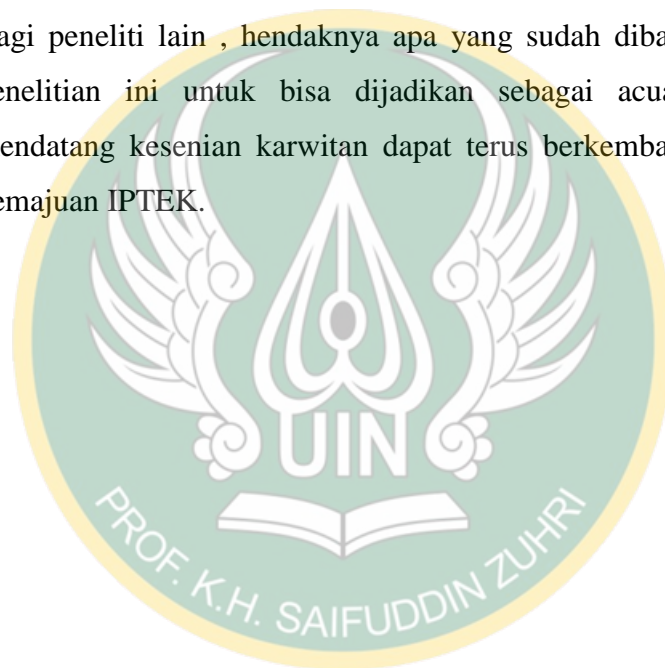 agi peneliti lain , hendaknya apa yang sudah diba
enelitian ini untuk bisa dijadikan sebagai acua
endatang kesenian karwitan dapat terus berkemba
emajuan IPTEK.
UIN
PROF. K.H. SAIFUDDIN ZUHRI